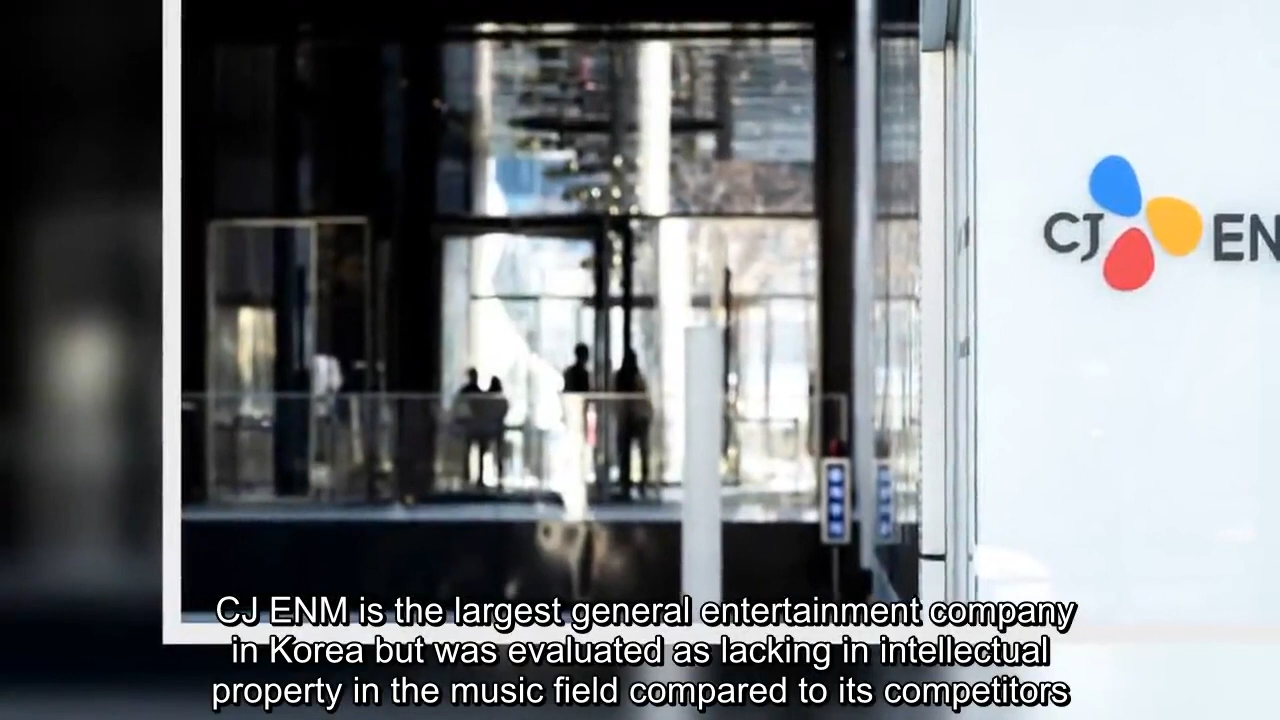 CJ EN
CJ ENM is the largest general entertainment company
in Korea but was evaluated as lacking in intellectual
property in the music field compared to its competitors